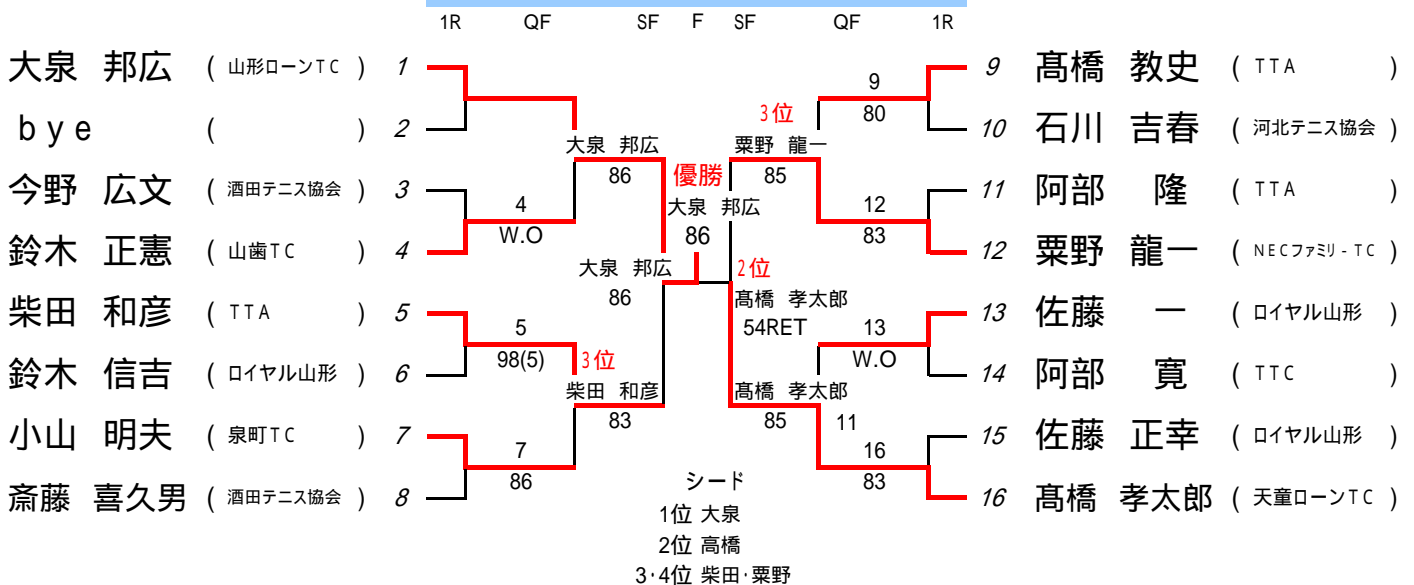 1R QF SF F SF QF 1R
大泉 邦広 ( 山形ローンTC ) 1
bye ( ) 2
今野 広文 ( 酒田テニス協会 ) 3
鈴木 正憲 ( 山歯TC ) 4
柴田 和彦 ( TTA ) 5
鈴木 信吉 ( ロイヤル山形 ) 6
小山 明夫 ( 泉町TC ) 7
斎藤 喜久男 ( 酒田テニス協会 ) 8
4
W.O
5
98(5)
7
86
大泉 邦広
86
3位
柴田 和彦
83
大泉 邦広
86
優勝
大泉 邦広
86
2位
髙橋 孝太郎
54RET
3位
粟野 龍一
85
髙橋 孝太郎
85
11
9
80
12
83
13
W.O
16
83
9 髙橋 教史 ( TTA )
10 石川 吉春 ( 河北テニス協会 )
11 阿部 隆 ( TTA )
12 粟野 龍一 ( NECファミリ-TC )
13 佐藤 一 ( ロイヤル山形 )
14 阿部 寛 ( TTC )
15 佐藤 正幸 ( ロイヤル山形 )
16 髙橋 孝太郎 ( 天童ローンTC )
シード
1位 大泉
2位 高橋
3・4位 柴田・粟野